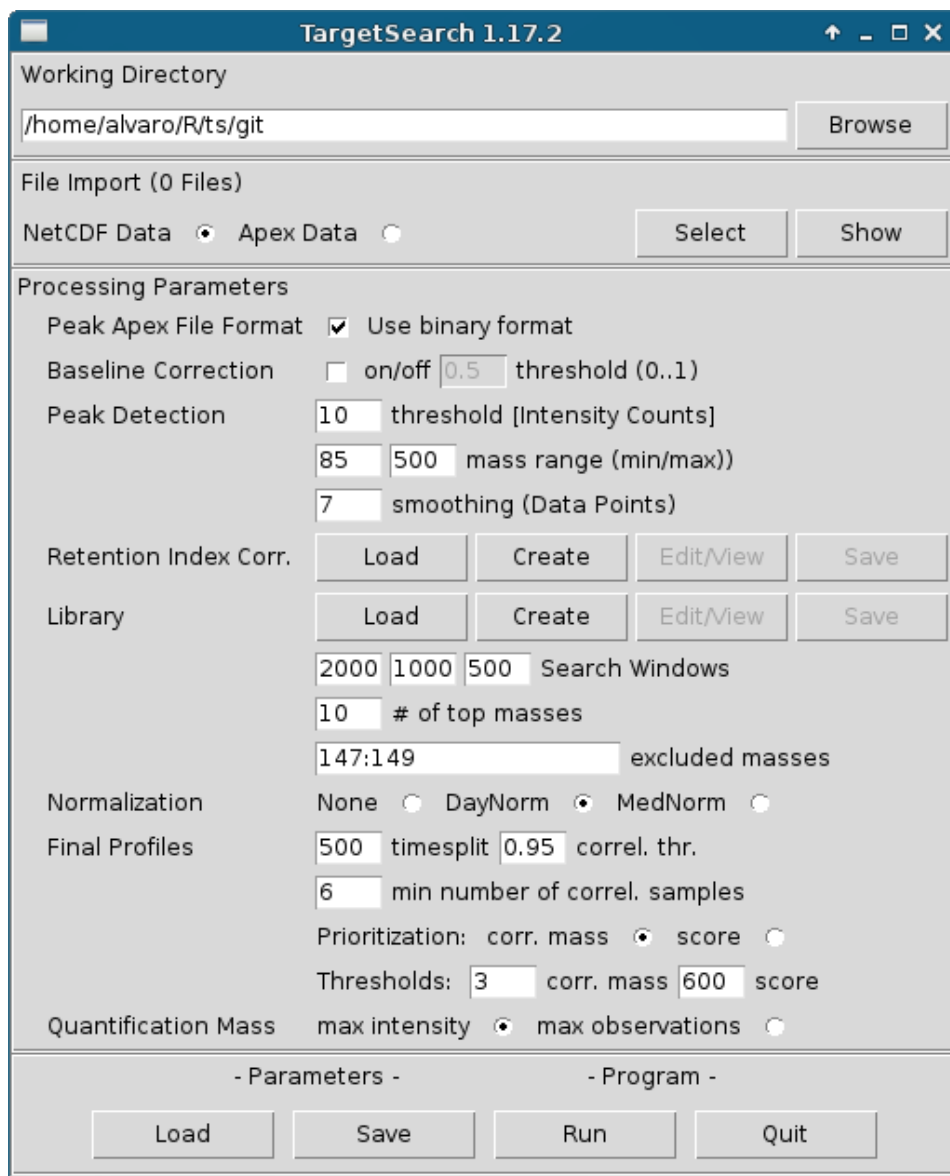 TargetSearch 1.17.2
Working Directory
/home/alvaro/R/ts/git Browse
File Import (0 Files)
NetCDF Data Apex Data Select Show
Processing Parameters
Peak Apex File Format Use binary format
Baseline Correction on/off 0.5 threshold (0..1)
Peak Detection 10 threshold [Intensity Counts]
85 500 mass range (min/max))
7 smoothing (Data Points)
Retention Index Corr. Load Create Edit/View Save
Library Load Create Edit/View Save
2000 1000 500 Search Windows
10 # of top masses
147:149 excluded masses
Normalization None DayNorm MedNorm
Final Profiles 500 timesplit 0.95 correl. thr.
6 min number of correl. samples
Prioritization: corr. mass score
Thresholds: 3 corr. mass 600 score
Quantification Mass max intensity max observations
- Parameters - - Program -
Load Save Run Quit